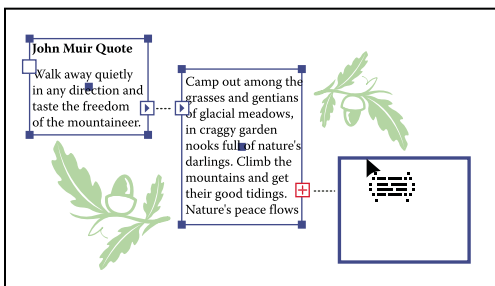 John Muir Quote
Walk away quietly
in any direction and
taste the freedom
of the mountaineer.
Camp out among the
grasses and gentians
of glacial meadows,
in craggy garden
nooks full of nature's
darlings. Climb the
mountains and get
their good tidings.
Nature's peace flows